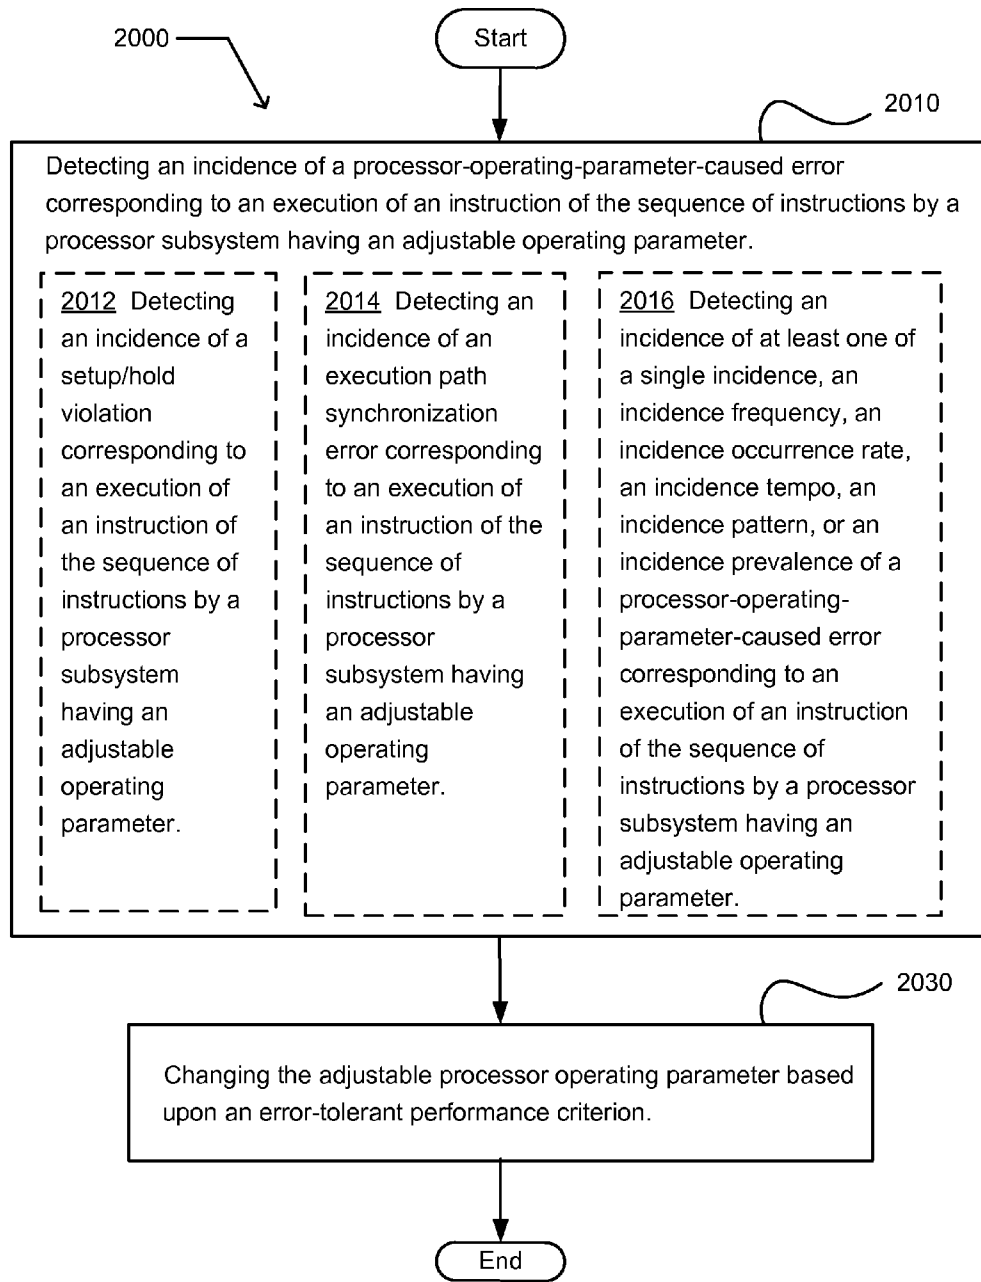 Start
2000
2010
Detecting an incidence of a processor-operating-parameter-caused error
corresponding to an execution of an instruction of the sequence of instructions by a
processor subsystem having an adjustable operating parameter.
2012 Detecting
an incidence of a
setup/hold
violation
corresponding to
an execution of
an instruction of
the sequence of
instructions by a
processor
subsystem
having an
adjustable
operating
parameter.
2014 Detecting an
incidence of an
execution path
synchronization
error corresponding
to an execution of
an instruction of the
sequence of
instructions by a
processor
subsystem having
an adjustable
operating
parameter.
2016 Detecting an
incidence of at least one of
a single incidence, an
incidence frequency, an
incidence occurrence rate,
an incidence tempo, an
incidence pattern, or an
incidence prevalence of a
processor-operating-
parameter-caused error
corresponding to an
execution of an instruction
of the sequence of
instructions by a processor
subsystem having an
adjustable operating
parameter.
2030
Changing the adjustable processor operating parameter based
upon an error-tolerant performance criterion.
End